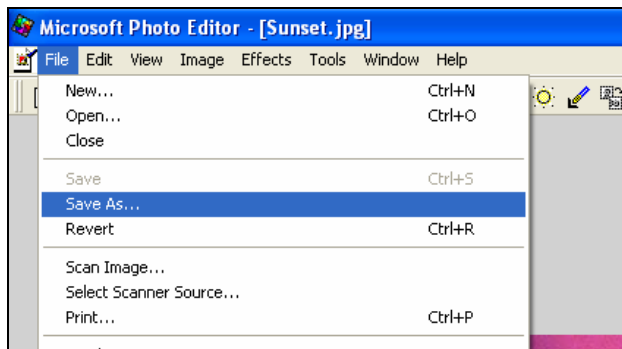 Microsoft Photo Editor - [Sunset.jpg]
File Edit View Image Effects Tools Window Help
New... Ctrl+N
Open... Ctrl+O
Close
Save Ctrl+S
Save As...
Revert Ctrl+R
Scan Image...
Select Scanner Source...
Print... Ctrl+P